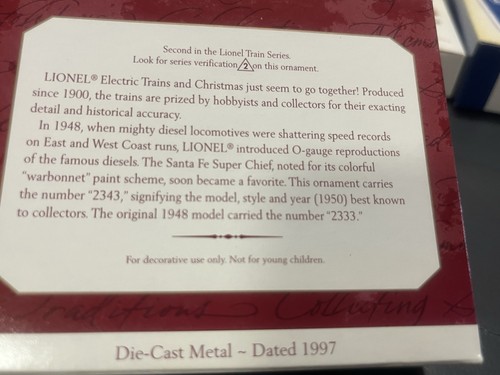 Second in the Lionel Train Series.
Look for series verification 2 on this ornament.
LIONEL® Electric Trains and Christmas just seem to go together! Produced
since 1900, the trains are prized by hobbyists and collectors for their exacting
detail and historical accuracy.
In 1948, when mighty diesel locomotives were shattering speed records
on East and West Coast runs, LIONEL® introduced O-gauge reproductions
of the famous diesels. The Santa Fe Super Chief, noted for its colorful
"warbonnet" paint scheme, soon became a favorite. This ornament carries
the number "2343," signifying the model, style and year (1950) best known
to collectors. The original 1948 model carried the number "2333."
For decorative use only. Not for young children.
Traditions Collecting
Die-Cast Metal ~ Dated 1997